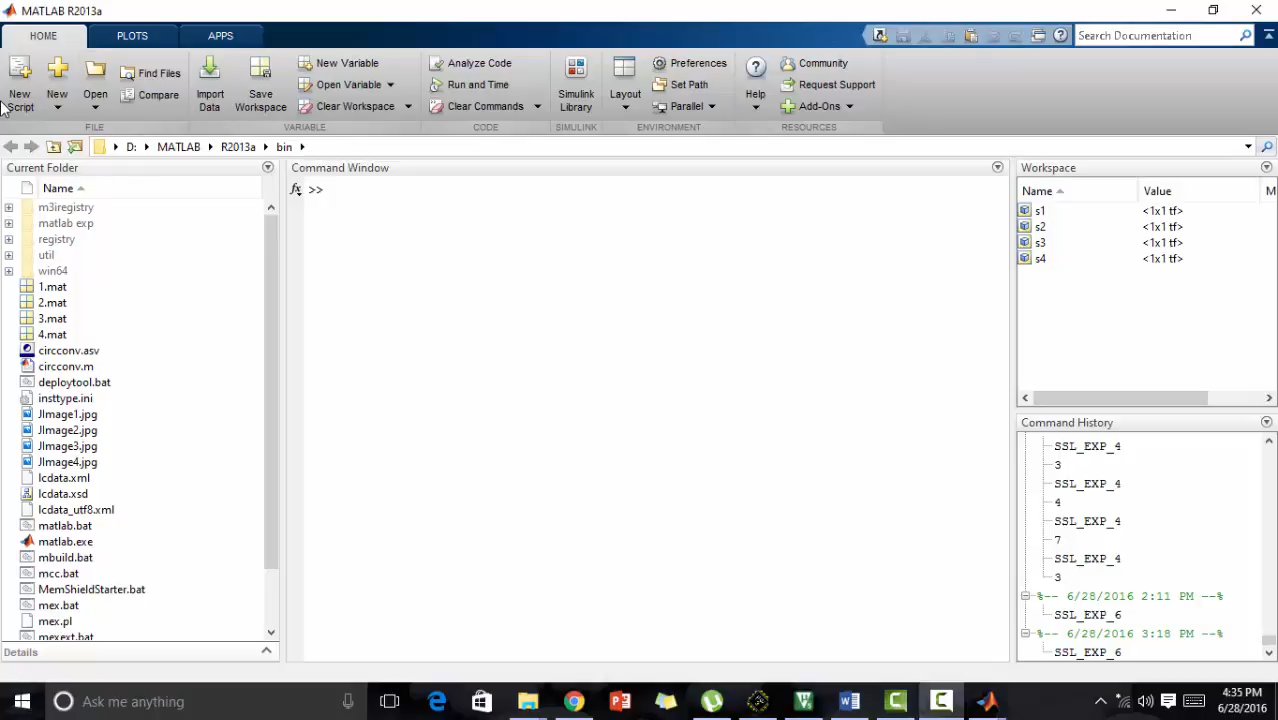 MATLAB R2013a
HOME
PLOTS
APPS
Search Documentation
New Script
New
Open
Find Files
Compare
Import Data
Save Workspace
New Variable
Open Variable
Clear Workspace
Analyze Code
Run and Time
Clear Commands
Simulink Library
Layout
Preferences
Set Path
Parallel
Help
Community
Request Support
Add-Ons
FILE
VARIABLE
CODE
SIMULINK
ENVIRONMENT
RESOURCES
D: MATLAB R2013a bin
Current Folder
Name
m3iregistry
matlab exp
registry
util
win64
1.mat
2.mat
3.mat
4.mat
circconv.asv
circconv.m
deploytool.bat
insttype.ini
JImage1.jpg
JImage2.jpg
JImage3.jpg
JImage4.jpg
lcdata.xml
lcdata.xsd
lcdata_utf8.xml
matlab.bat
matlab.exe
mbuild.bat
mcc.bat
MemShieldStarter.bat
mex.bat
mex.pl
mexext.bat
Details
Command Window
fx >>
Workspace
Name Value M
s1 <1x1 tf>
s2 <1x1 tf>
s3 <1x1 tf>
s4 <1x1 tf>
Command History
SSL_EXP_4
3
SSL_EXP_4
4
SSL_EXP_4
7
SSL_EXP_4
3
%-- 6/28/2016 2:11 PM --%
SSL_EXP_6
%-- 6/28/2016 3:18 PM --%
SSL_EXP_6
Ask me anything
4:35 PM
6/28/2016